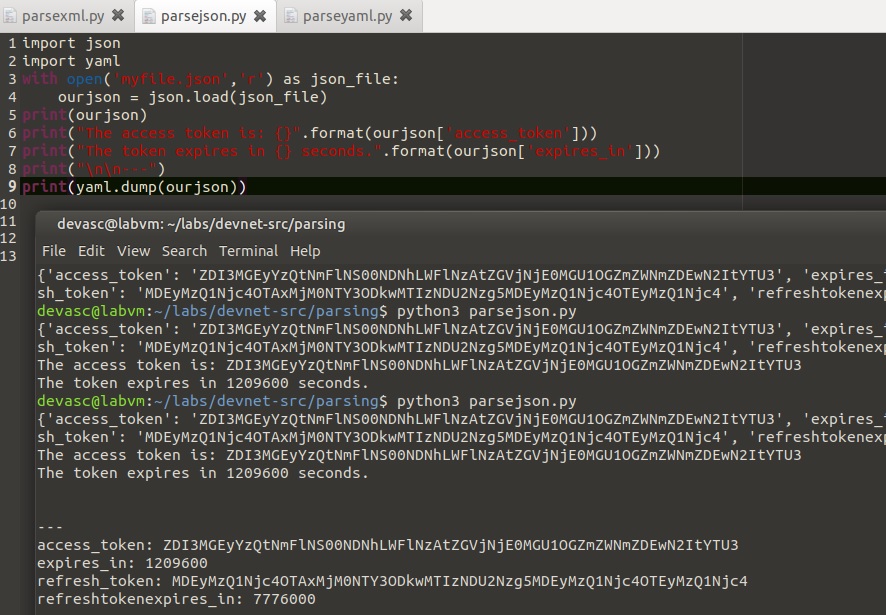 parsexml.py ✖ parsejson.py ✖ parseyaml.py ✖
1 import json
2 import yaml
3 with open('myfile.json','r') as json_file:
4     ourjson = json.load(json_file)
5 print(ourjson)
6 print("The access token is: {}".format(ourjson['access_token']))
7 print("The token expires in {} seconds.".format(ourjson['expires_in']))
8 print("\n\n---")
9 print(yaml.dump(ourjson))
10
11
12
13
devasc@labvm: ~/labs/devnet-src/parsing
File Edit View Search Terminal Help
{'access_token': 'ZDI3MGEyYzQtNmFlNS00NDNhLWFlNzAtZGVjNjE0MGU1OGZmZWNmZDEwN2ItYTU3', 'expires_
sh_token': 'MDEyMzQ1Njc4OTAxMjM0NTY3ODkwMTIzNDU2Nzg5MDEyMzQ1Njc4OTEyMzQ1Njc4', 'refreshtokenexp
devasc@labvm:~/labs/devnet-src/parsing$ python3 parsejson.py
{'access_token': 'ZDI3MGEyYzQtNmFlNS00NDNhLWFlNzAtZGVjNjE0MGU1OGZmZWNmZDEwN2ItYTU3', 'expires_
sh_token': 'MDEyMzQ1Njc4OTAxMjM0NTY3ODkwMTIzNDU2Nzg5MDEyMzQ1Njc4OTEyMzQ1Njc4', 'refreshtokenexp
The access token is: ZDI3MGEyYzQtNmFlNS00NDNhLWFlNzAtZGVjNjE0MGU1OGZmZWNmZDEwN2ItYTU3
The token expires in 1209600 seconds.
devasc@labvm:~/labs/devnet-src/parsing$ python3 parsejson.py
{'access_token': 'ZDI3MGEyYzQtNmFlNS00NDNhLWFlNzAtZGVjNjE0MGU1OGZmZWNmZDEwN2ItYTU3', 'expires_
sh_token': 'MDEyMzQ1Njc4OTAxMjM0NTY3ODkwMTIzNDU2Nzg5MDEyMzQ1Njc4OTEyMzQ1Njc4', 'refreshtokenexp
The access token is: ZDI3MGEyYzQtNmFlNS00NDNhLWFlNzAtZGVjNjE0MGU1OGZmZWNmZDEwN2ItYTU3
The token expires in 1209600 seconds.
---
access_token: ZDI3MGEyYzQtNmFlNS00NDNhLWFlNzAtZGVjNjE0MGU1OGZmZWNmZDEwN2ItYTU3
expires_in: 1209600
refresh_token: MDEyMzQ1Njc4OTAxMjM0NTY3ODkwMTIzNDU2Nzg5MDEyMzQ1Njc4OTEyMzQ1Njc4
refreshtokenexpires_in: 7776000